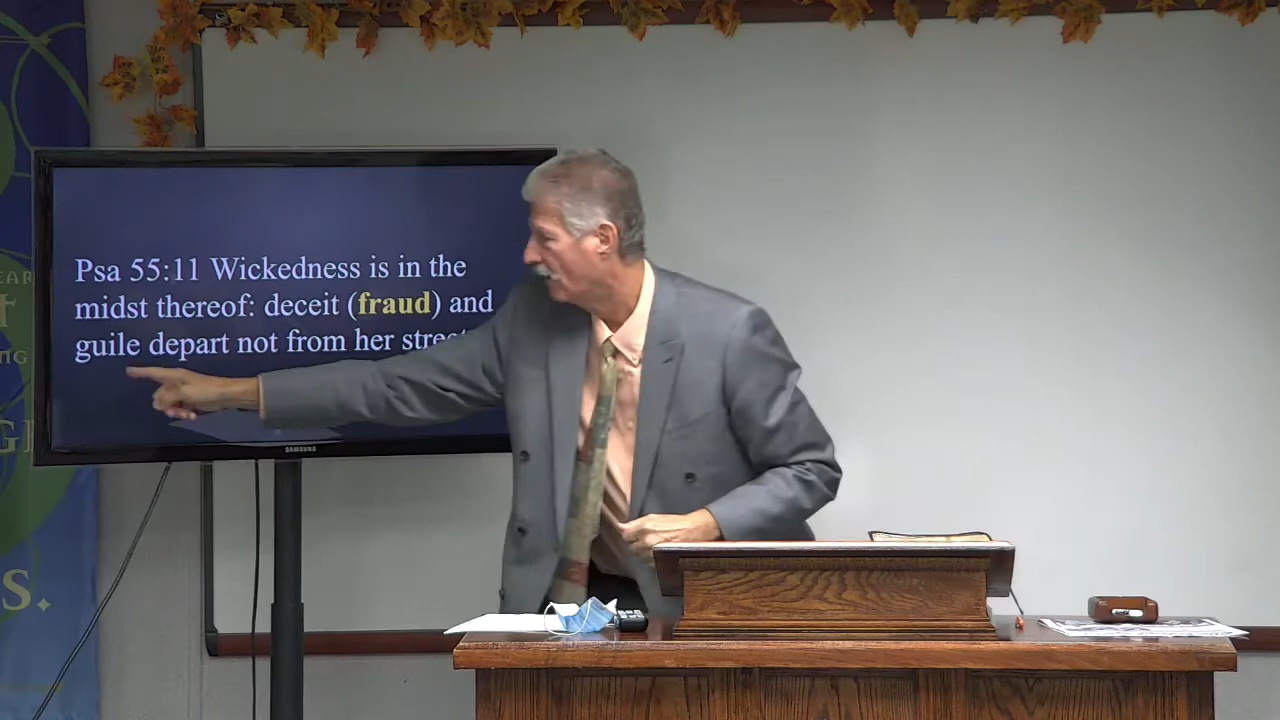 Psa 55:11 Wickedness is in the
midst thereof: deceit (fraud) and
guile depart not from her
SAMSUNG
S.